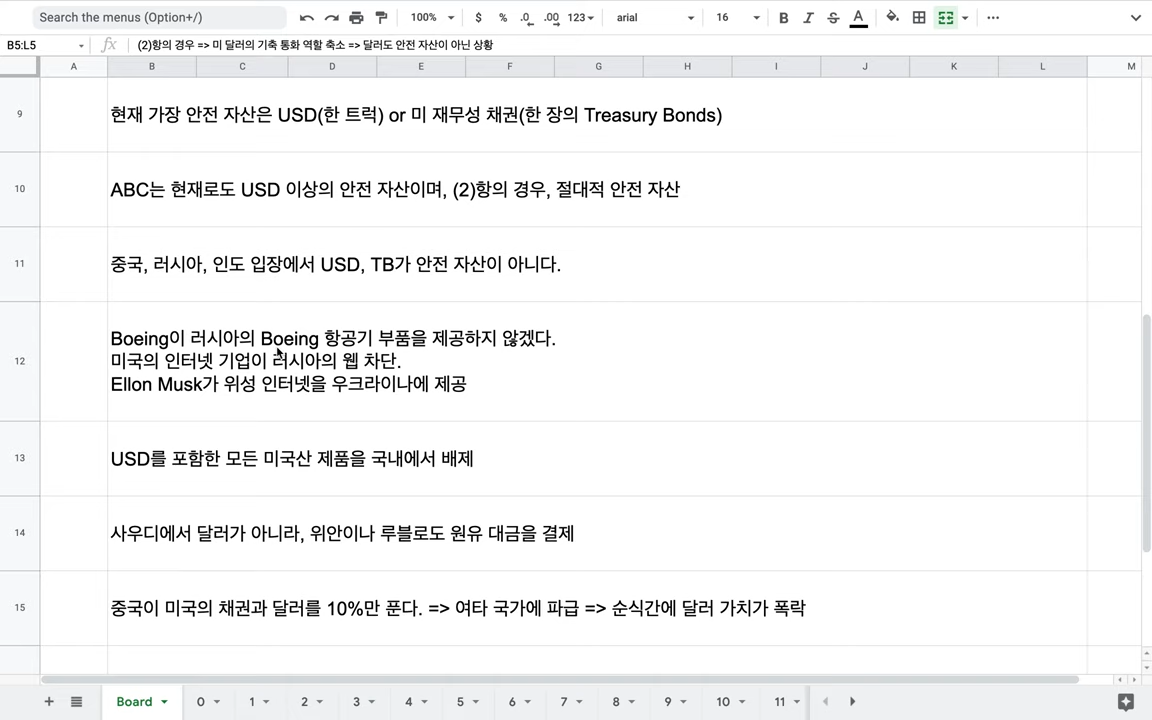 Search the menus (Option+/)
100%
$ % .0 .00 123
arial
16
B I S A
B5:L5
fx
(2)항의 경우 => 미 달러의 기축 통화 역할 축소 => 달러도 안전 자산이 아닌 상황
A B C D E F G H I J K L M
9
현재 가장 안전 자산은 USD(한 트럭) or 미 재무성 채권(한 장의 Treasury Bonds)
10
ABC는 현재로도 USD 이상의 안전 자산이며, (2)항의 경우, 절대적 안전 자산
11
중국, 러시아, 인도 입장에서 USD, TB가 안전 자산이 아니다.
12
Boeing이 러시아의 Boeing 항공기 부품을 제공하지 않겠다.
미국의 인터넷 기업이 러시아의 웹 차단.
Ellon Musk가 위성 인터넷을 우크라이나에 제공
13
USD를 포함한 모든 미국산 제품을 국내에서 배제
14
사우디에서 달러가 아니라, 위안이나 루블로도 원유 대금을 결제
15
중국이 미국의 채권과 달러를 10%만 푼다. => 여타 국가에 파급 => 순식간에 달러 가치가 폭락
Board 0 1 2 3 4 5 6 7 8 9 10 11